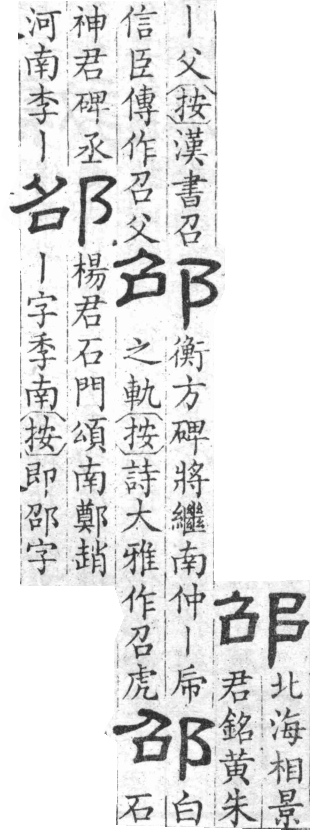 邵
北海相景
君銘黃朱
丨父按漢書召
信臣傳作召父
邵
衡方碑將繼南仲丨帍
之軌按詩大雅作召虎
邵
白
石
神君碑丞
河南李丨
邵
楊君石門頌南鄭趙
丨字季南按即邵字